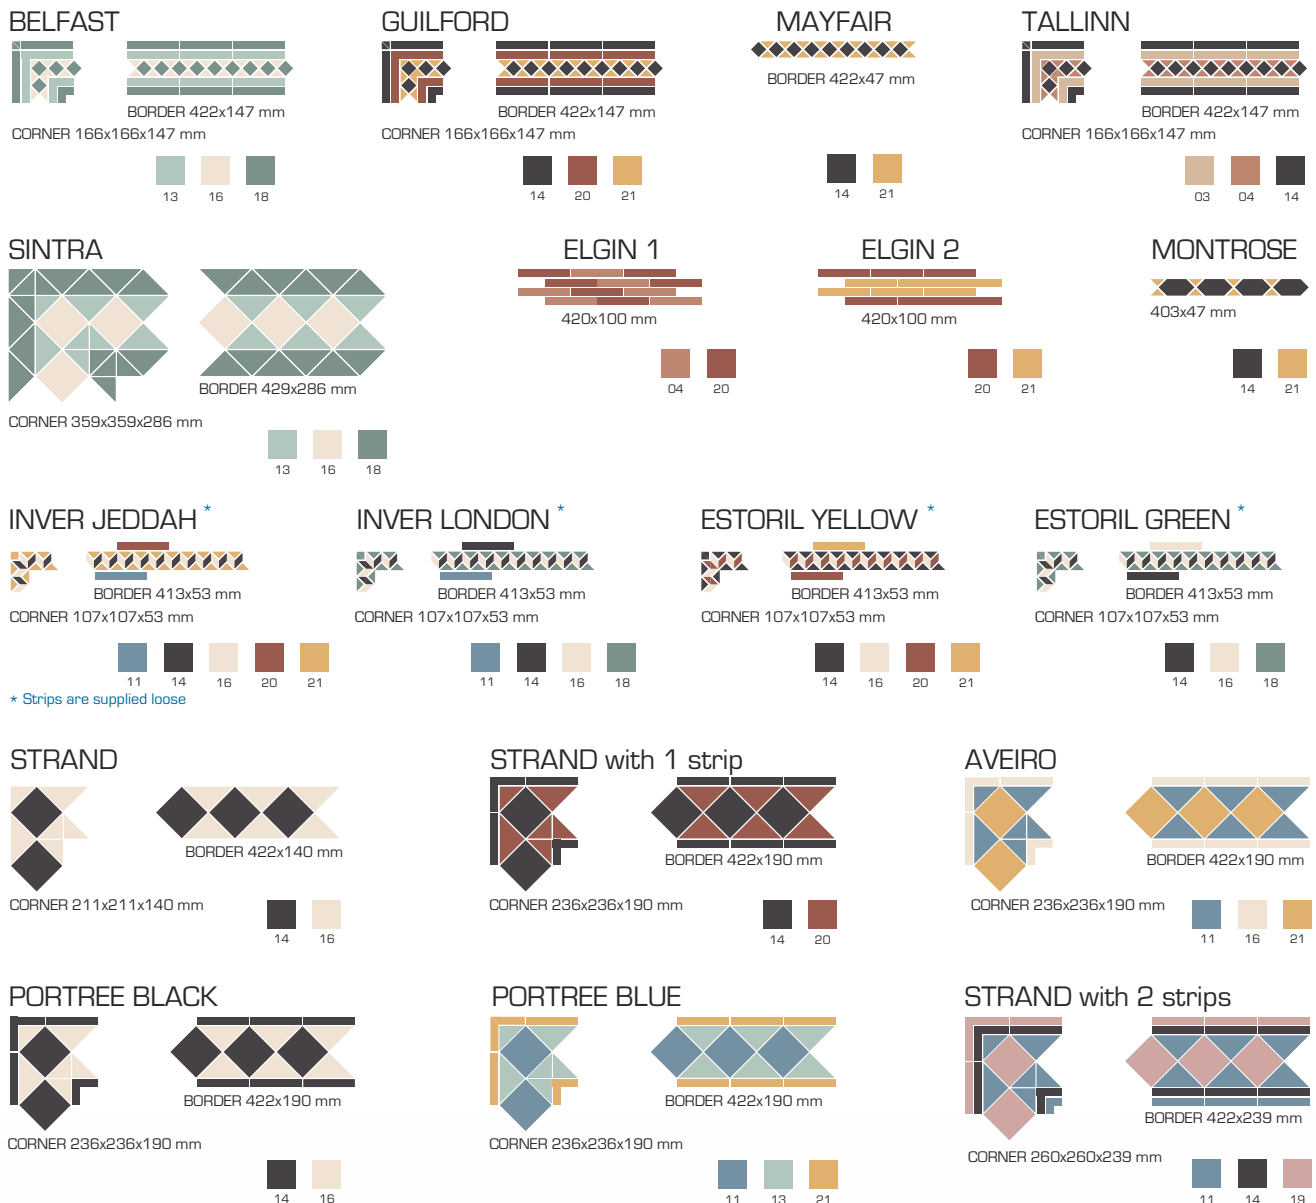 BELFAST
BORDER 422x147 mm
CORNER 166x166x147 mm
13 16 18
GUILFORD
BORDER 422x147 mm
CORNER 166x166x147 mm
14 20 21
MAYFAIR
BORDER 422x47 mm
14 21
TALLINN
BORDER 422x147 mm
CORNER 166x166x147 mm
03 04 14
SINTRA
BORDER 429x286 mm
CORNER 359x359x286 mm
13 16 18
ELGIN 1
420x100 mm
04 20
ELGIN 2
420x100 mm
20 21
MONTROSE
403x47 mm
14 21
INVER JEDDAH *
BORDER 413x53 mm
CORNER 107x107x53 mm
11 14 16 20 21
* Strips are supplied loose
INVER LONDON *
BORDER 413x53 mm
CORNER 107x107x53 mm
11 14 16 18
ESTORIL YELLOW *
BORDER 413x53 mm
CORNER 107x107x53 mm
14 16 20 21
ESTORIL GREEN *
BORDER 413x53 mm
CORNER 107x107x53 mm
14 16 18
STRAND
BORDER 422x140 mm
CORNER 211x211x140 mm
14 16
STRAND with 1 strip
BORDER 422x190 mm
CORNER 236x236x190 mm
14 20
AVEIRO
BORDER 422x190 mm
CORNER 236x236x190 mm
11 16 21
PORTREE BLACK
BORDER 422x190 mm
CORNER 236x236x190 mm
14 16
PORTREE BLUE
BORDER 422x190 mm
CORNER 236x236x190 mm
11 13 21
STRAND with 2 strips
BORDER 422x239 mm
CORNER 260x260x239 mm
11 14 19